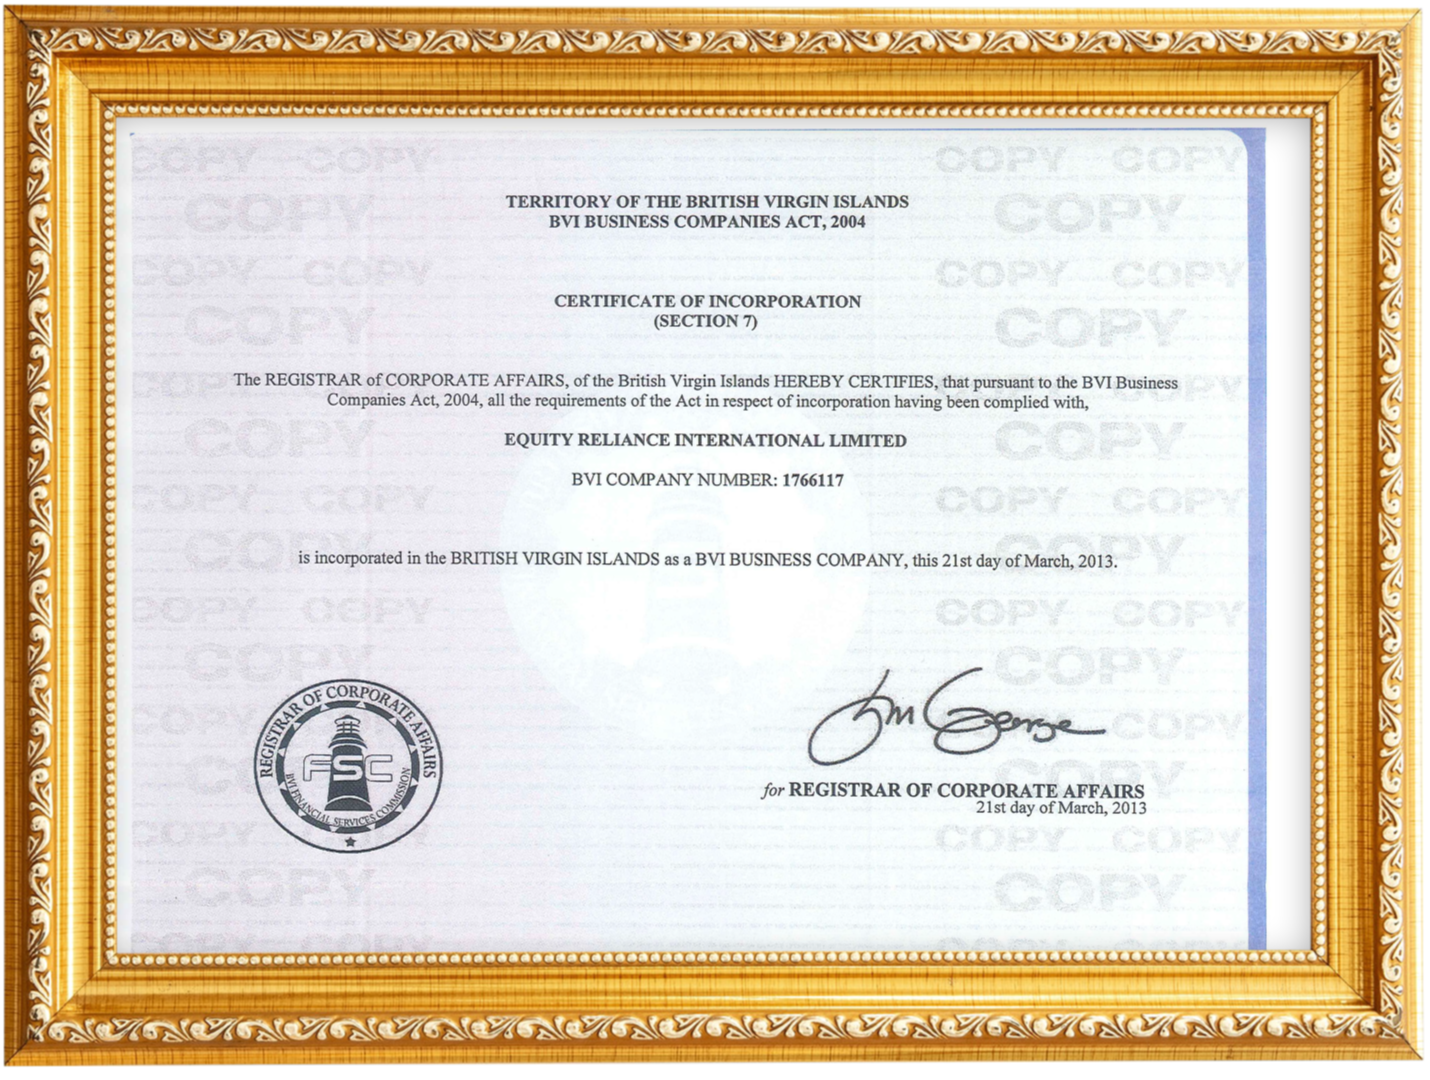 TERRITORY OF THE BRITISH VIRGIN ISLANDS
BVI BUSINESS COMPANIES ACT, 2004
CERTIFICATE OF INCORPORATION
(SECTION 7)
The REGISTRAR of CORPORATE AFFAIRS, of the British Virgin Islands HEREBY CERTIFIES, that pursuant to the BVI Business
Companies Act, 2004, all the requirements of the Act in respect of incorporation having been complied with,
EQUITY RELIANCE INTERNATIONAL LIMITED
BVI COMPANY NUMBER: 1766117
is incorporated in the BRITISH VIRGIN ISLANDS as a BVI BUSINESS COMPANY, this 21st day of March, 2013.
REGISTRAR OF CORPORATE AFFAIRS
FSC
BVI FINANCIAL SERVICES COMMISSION
George
for REGISTRAR OF CORPORATE AFFAIRS
21st day of March, 2013
COPY COPY COPY COPY
COPY COPY
COPY COPY COPY COPY
COPY COPY
COPY COPY
COPY COPY COPY COPY
COPY COPY
COPY COPY COPY COPY
COPY COPY
COPY COPY
COPY COPY COPY
COPY COPY